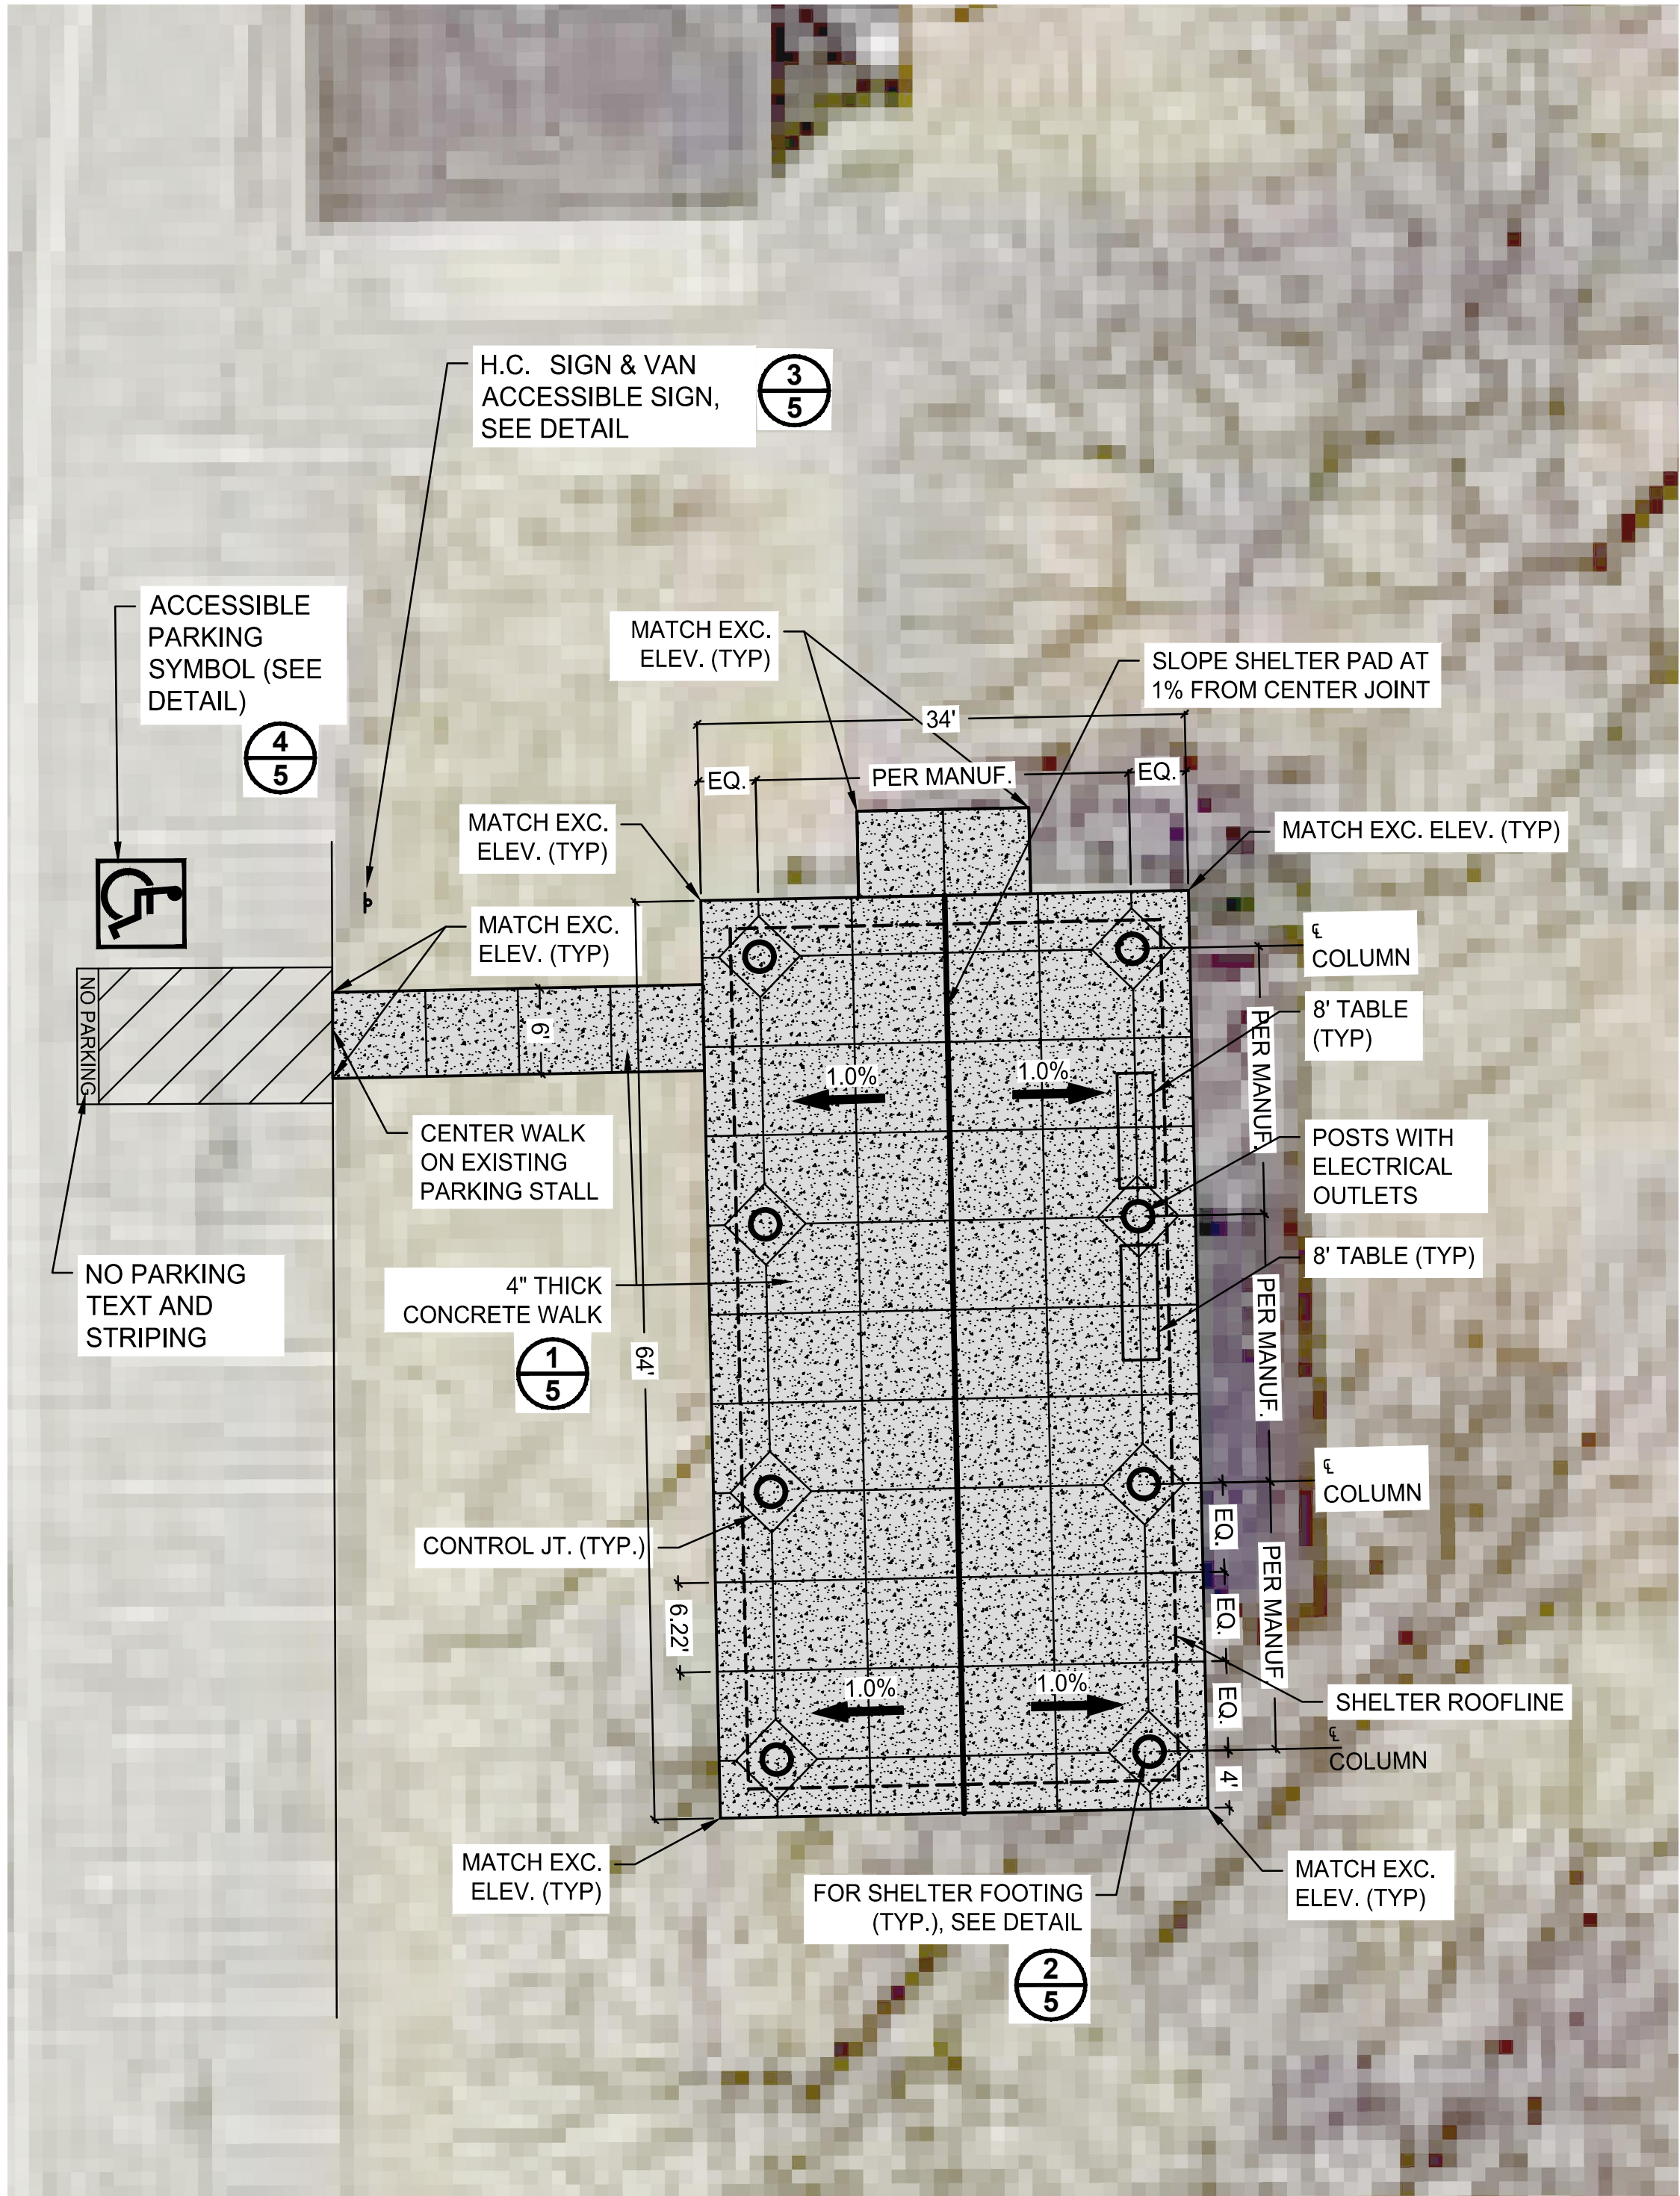 H.C. SIGN & VAN
ACCESSIBLE SIGN,
SEE DETAIL
3
5
ACCESSIBLE
PARKING
SYMBOL (SEE
DETAIL)
4
5
MATCH EXC.
ELEV. (TYP)
SLOPE SHELTER PAD AT
1% FROM CENTER JOINT
34'
EQ.
PER MANUF.
EQ.
MATCH EXC.
ELEV. (TYP)
MATCH EXC. ELEV. (TYP)
MATCH EXC.
ELEV. (TYP)
℄
COLUMN
NO PARKING
6'
8' TABLE
(TYP)
PER MANUF.
1.0%
1.0%
CENTER WALK
ON EXISTING
PARKING STALL
POSTS WITH
ELECTRICAL
OUTLETS
8' TABLE (TYP)
NO PARKING
TEXT AND
STRIPING
4" THICK
CONCRETE WALK
1
5
64'
PER MANUF.
℄
COLUMN
CONTROL JT. (TYP.)
EQ.
PER MANUF
6.22'
EQ.
1.0%
1.0%
EQ.
SHELTER ROOFLINE
℄
COLUMN
4'
MATCH EXC.
ELEV. (TYP)
FOR SHELTER FOOTING
(TYP.), SEE DETAIL
2
5
MATCH EXC.
ELEV. (TYP)